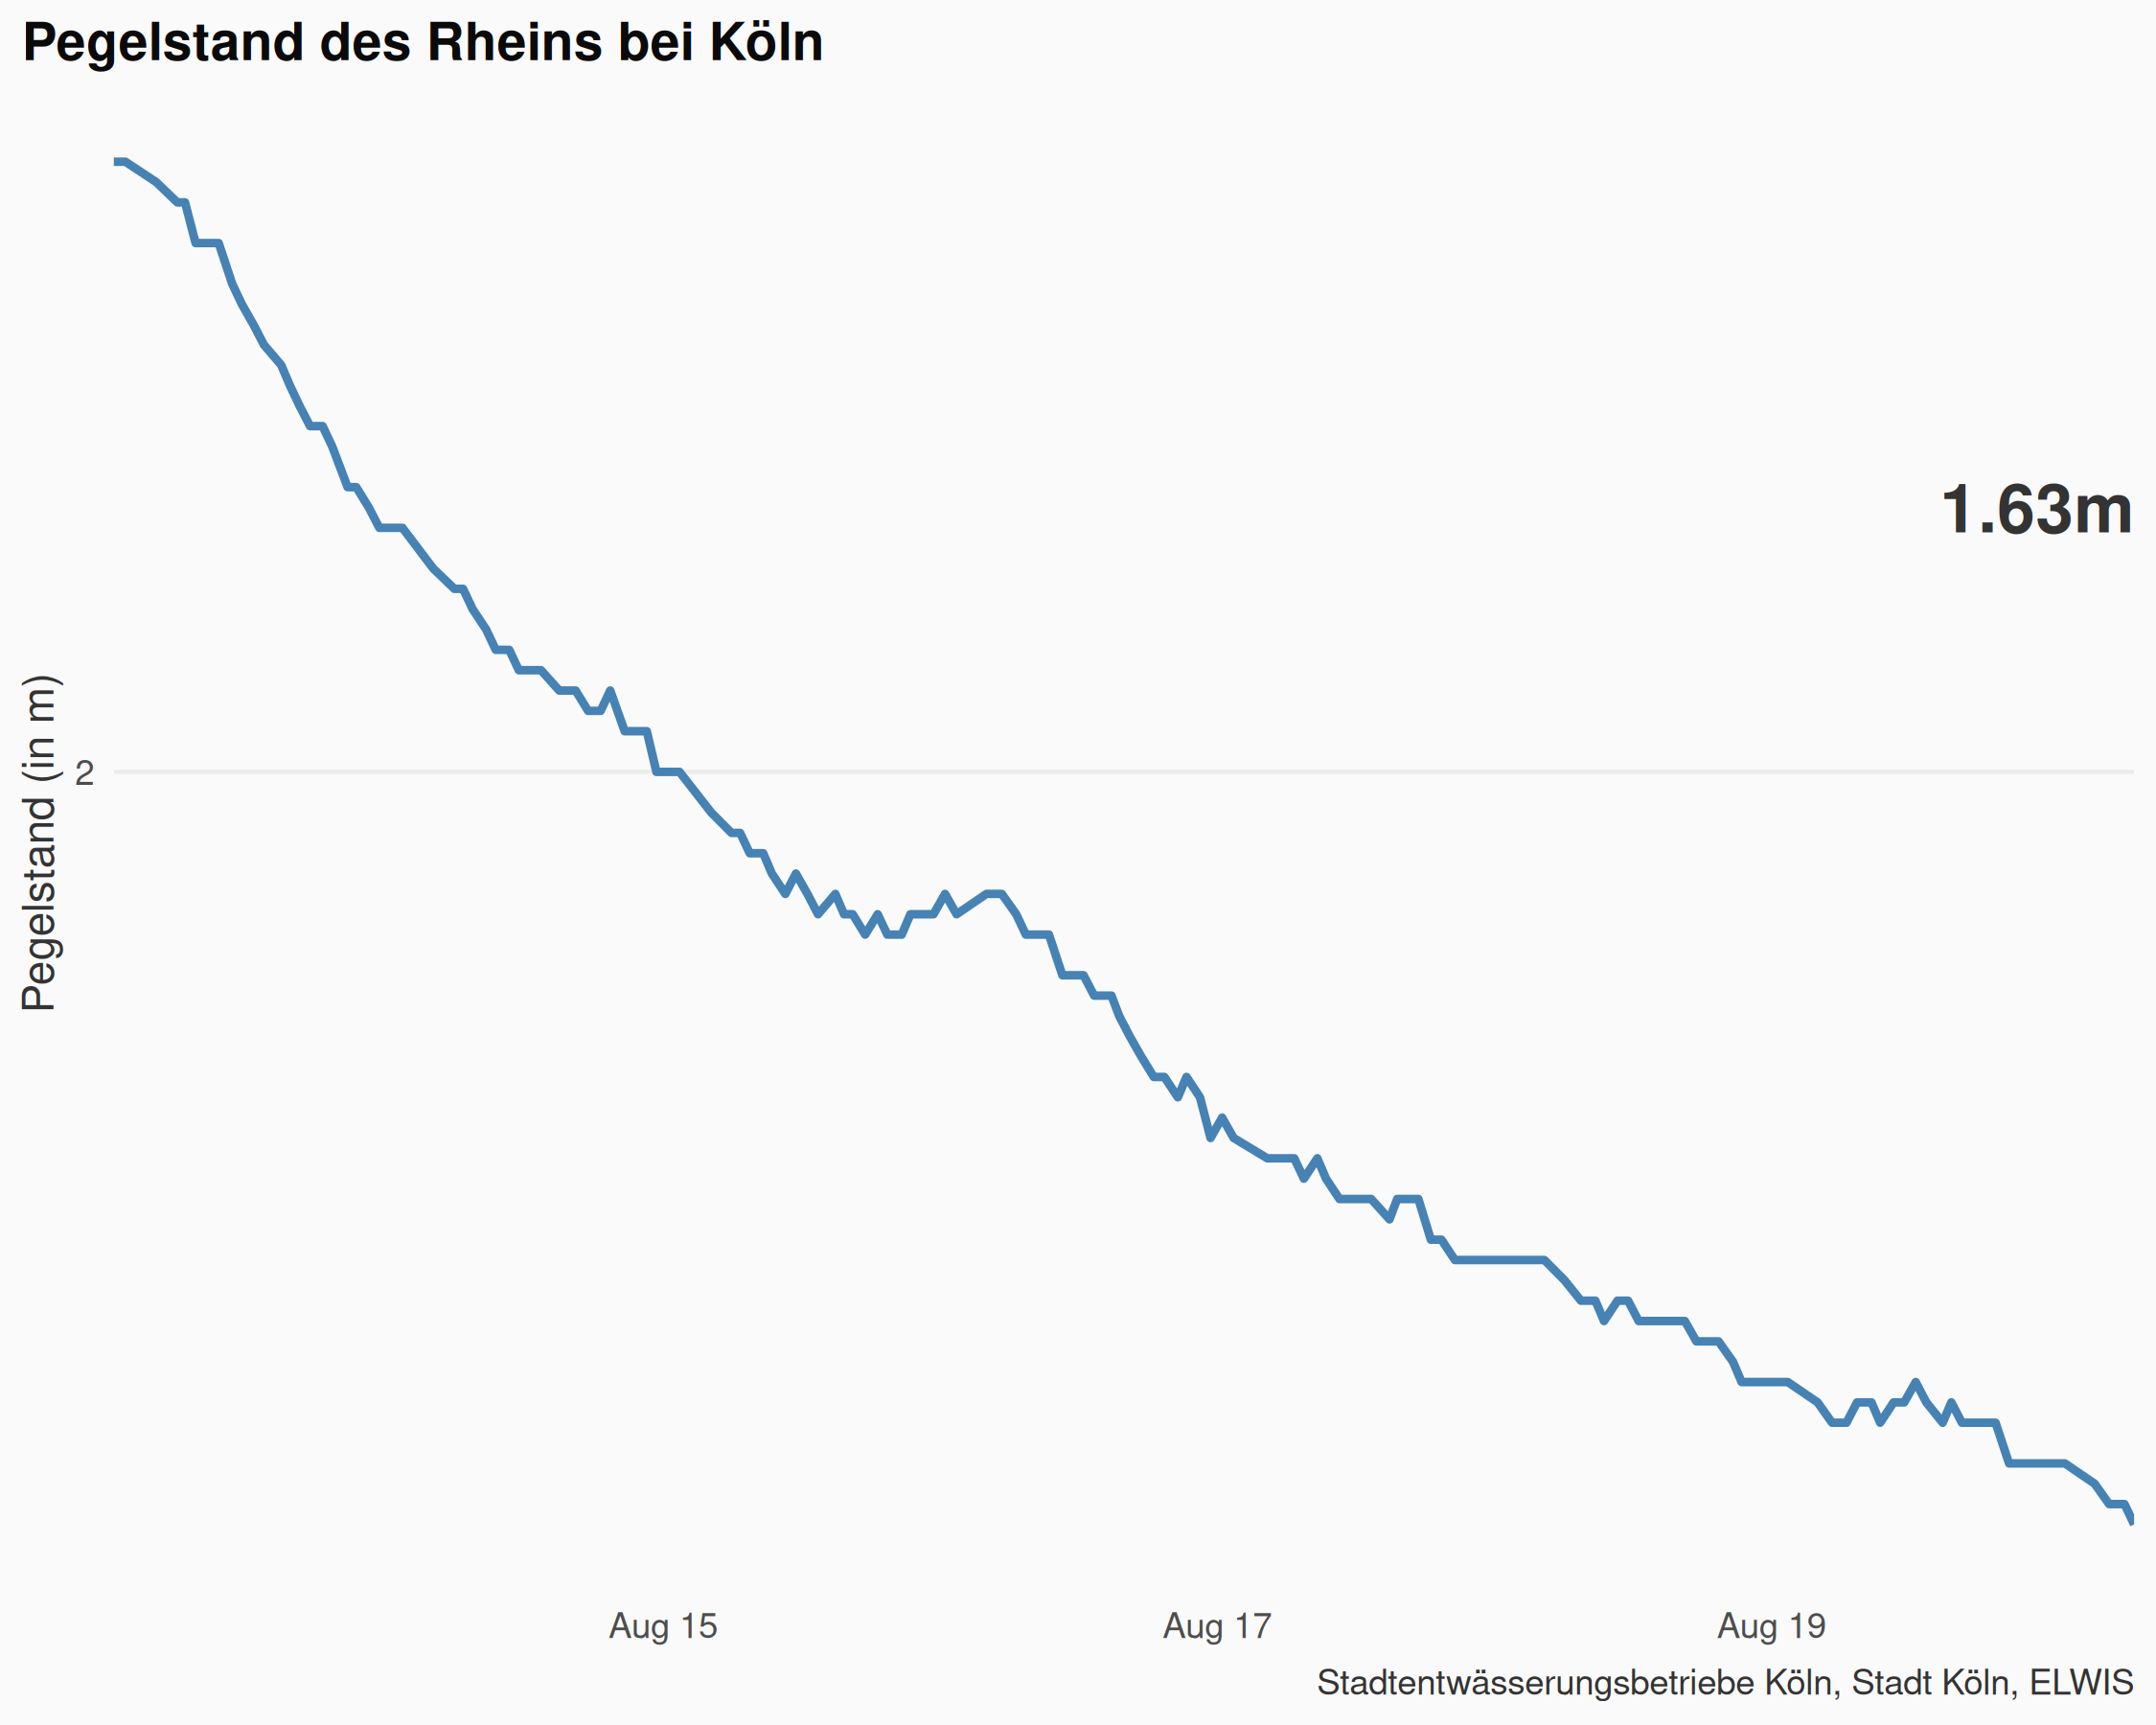 Pegelstand des Rheins bei Köln
1.63m
Pegelstand (in m)
2
Aug 15
Aug 17
Aug 19
Stadtentwässerungsbetriebe Köln, Stadt Köln, ELWIS